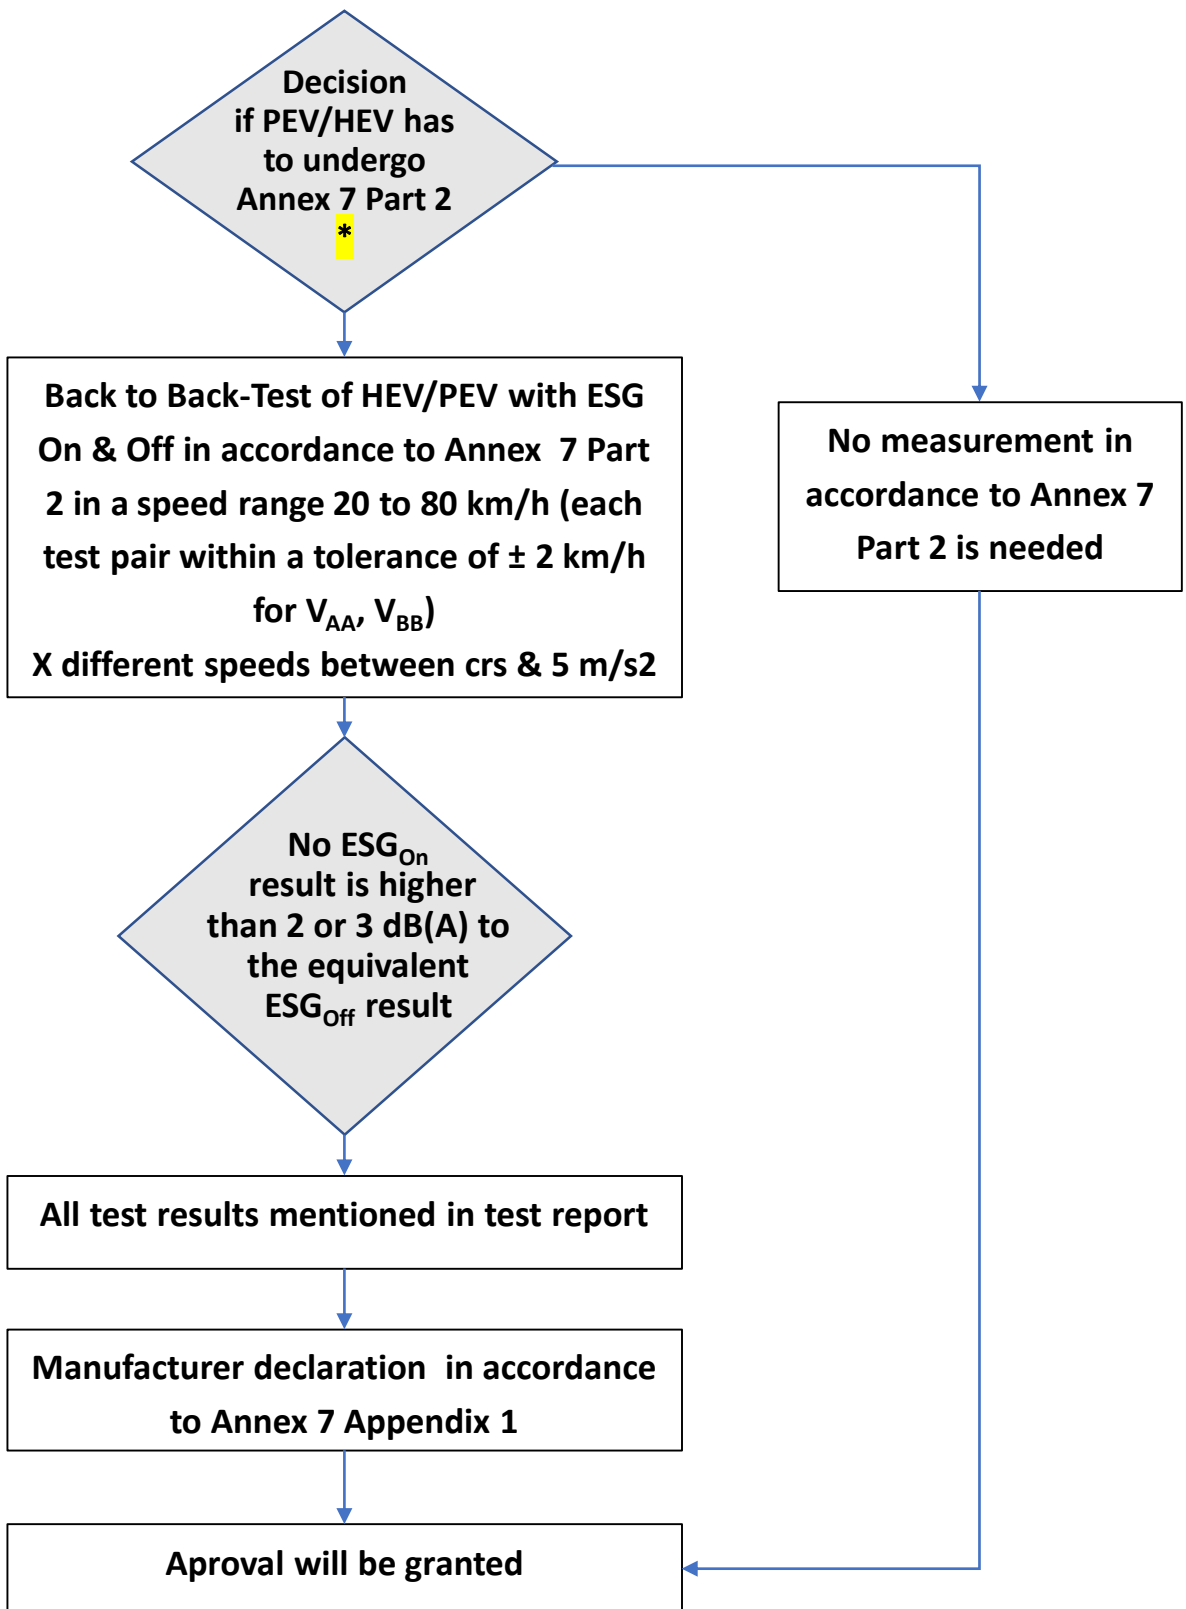 Decision
if PEV/HEV has
to undergo
Annex 7 Part 2
*
Back to Back-Test of HEV/PEV with ESG
On & Off in accordance to Annex 7 Part
2 in a speed range 20 to 80 km/h (each
test pair within a tolerance of ± 2 km/h
for VAA, VBB)
X different speeds between crs & 5 m/s2
No measurement in
accordance to Annex 7
Part 2 is needed
No ESGOn
result is higher
than 2 or 3 dB(A) to
the equivalent
ESGOff result
All test results mentioned in test report
Manufacturer declaration in accordance
to Annex 7 Appendix 1
Aproval will be granted